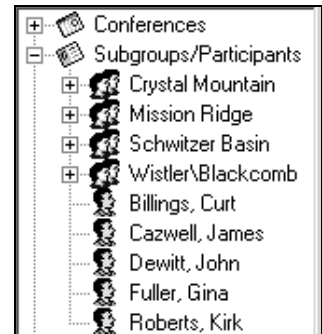 Conferences
Subgroups/Participants
Crystal Mountain
Mission Ridge
Schwitzer Basin
Wistler\Blackcomb
Billings, Curt
Cazwell, James
Dewitt, John
Fuller, Gina
Roberts, Kirk